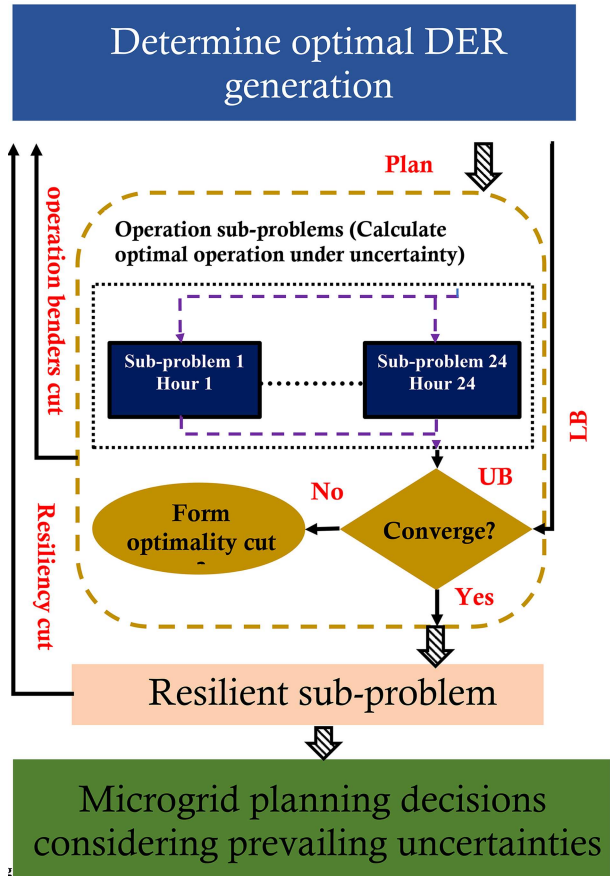 Determine optimal DER
generation
Plan
Operation sub-problems (Calculate
optimal operation under uncertainty)
operation benders cut
Sub-problem 1
Hour 1
Sub-problem 24
Hour 24
LB
UB
No
Form
optimality cut
Converge?
Yes
Resiliency cut
Resilient sub-problem
Microgrid planning decisions
considering prevailing uncertainties